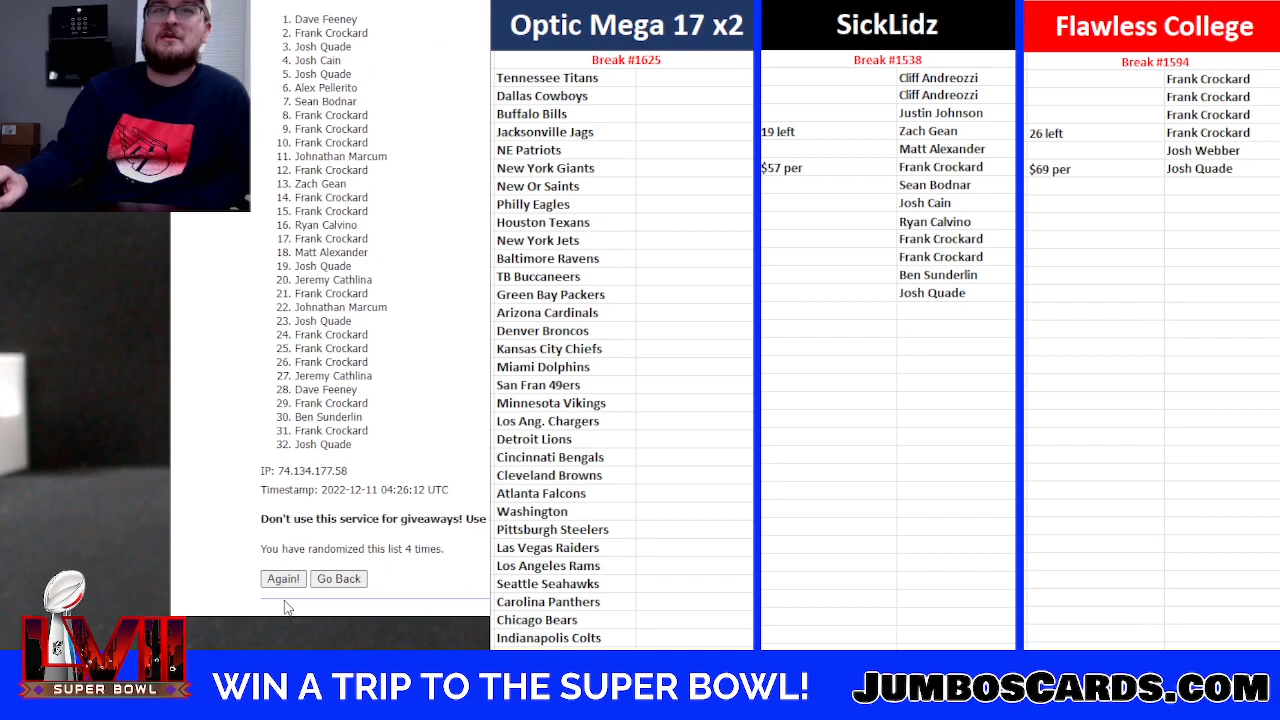 1. Dave Feeney
2. Frank Crockard
3. Josh Quade
4. Josh Cain
5. Josh Quade
6. Alex Pellerito
7. Sean Bodnar
8. Frank Crockard
9. Frank Crockard
10. Frank Crockard
11. Johnathan Marcum
12. Frank Crockard
13. Zach Gean
14. Frank Crockard
15. Frank Crockard
16. Ryan Calvino
17. Frank Crockard
18. Matt Alexander
19. Josh Quade
20. Jeremy Cathlina
21. Frank Crockard
22. Johnathan Marcum
23. Josh Quade
24. Frank Crockard
25. Frank Crockard
26. Frank Crockard
27. Jeremy Cathlina
28. Dave Feeney
29. Frank Crockard
30. Ben Sunderlin
31. Frank Crockard
32. Josh Quade
IP: 74.134.177.58
Timestamp: 2022-12-11 04:26:12 UTC
Don't use this service for giveaways! Use
You have randomized this list 4 times.
Again! Go Back
Optic Mega 17 x2
Break #1625
Tennessee Titans
Dallas Cowboys
Buffalo Bills
Jacksonville Jags
NE Patriots
New York Giants
New Or Saints
Philly Eagles
Houston Texans
New York Jets
Baltimore Ravens
TB Buccaneers
Green Bay Packers
Arizona Cardinals
Denver Broncos
Kansas City Chiefs
Miami Dolphins
San Fran 49ers
Minnesota Vikings
Los Ang. Chargers
Detroit Lions
Cincinnati Bengals
Cleveland Browns
Atlanta Falcons
Washington
Pittsburgh Steelers
Las Vegas Raiders
Los Angeles Rams
Seattle Seahawks
Carolina Panthers
Chicago Bears
Indianapolis Colts
SickLidz
Break #1538
Cliff Andreozzi
Cliff Andreozzi
Justin Johnson
19 left Zach Gean
Matt Alexander
$57 per Frank Crockard
Sean Bodnar
Josh Cain
Ryan Calvino
Frank Crockard
Frank Crockard
Ben Sunderlin
Josh Quade
Flawless College
Break #1594
Frank Crockard
Frank Crockard
Frank Crockard
26 left Frank Crockard
Josh Webber
$69 per Josh Quade
LVII
SUPER BOWL
WIN A TRIP TO THE SUPER BOWL!
JUMBOSCARDS.COM